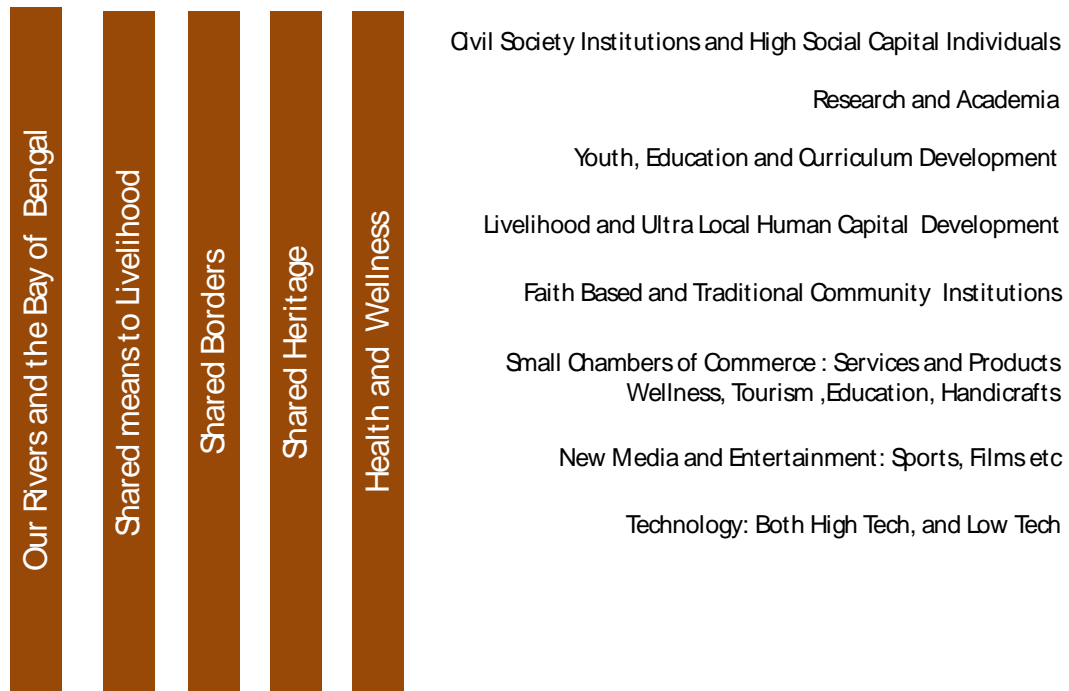 Our Rivers and the Bay of Bengal
Shared means to Livelihood
Shared Borders
Shared Heritage
Health and Wellness
Civil Society Institutions and High Social Capital Individuals
Research and Academia
Youth, Education and Curriculum Development
Livelihood and Ultra Local Human Capital Development
Faith Based and Traditional Community Institutions
Small Chambers of Commerce : Services and Products
Wellness, Tourism ,Education, Handicrafts
New Media and Entertainment: Sports, Films etc
Technology: Both High Tech, and Low Tech